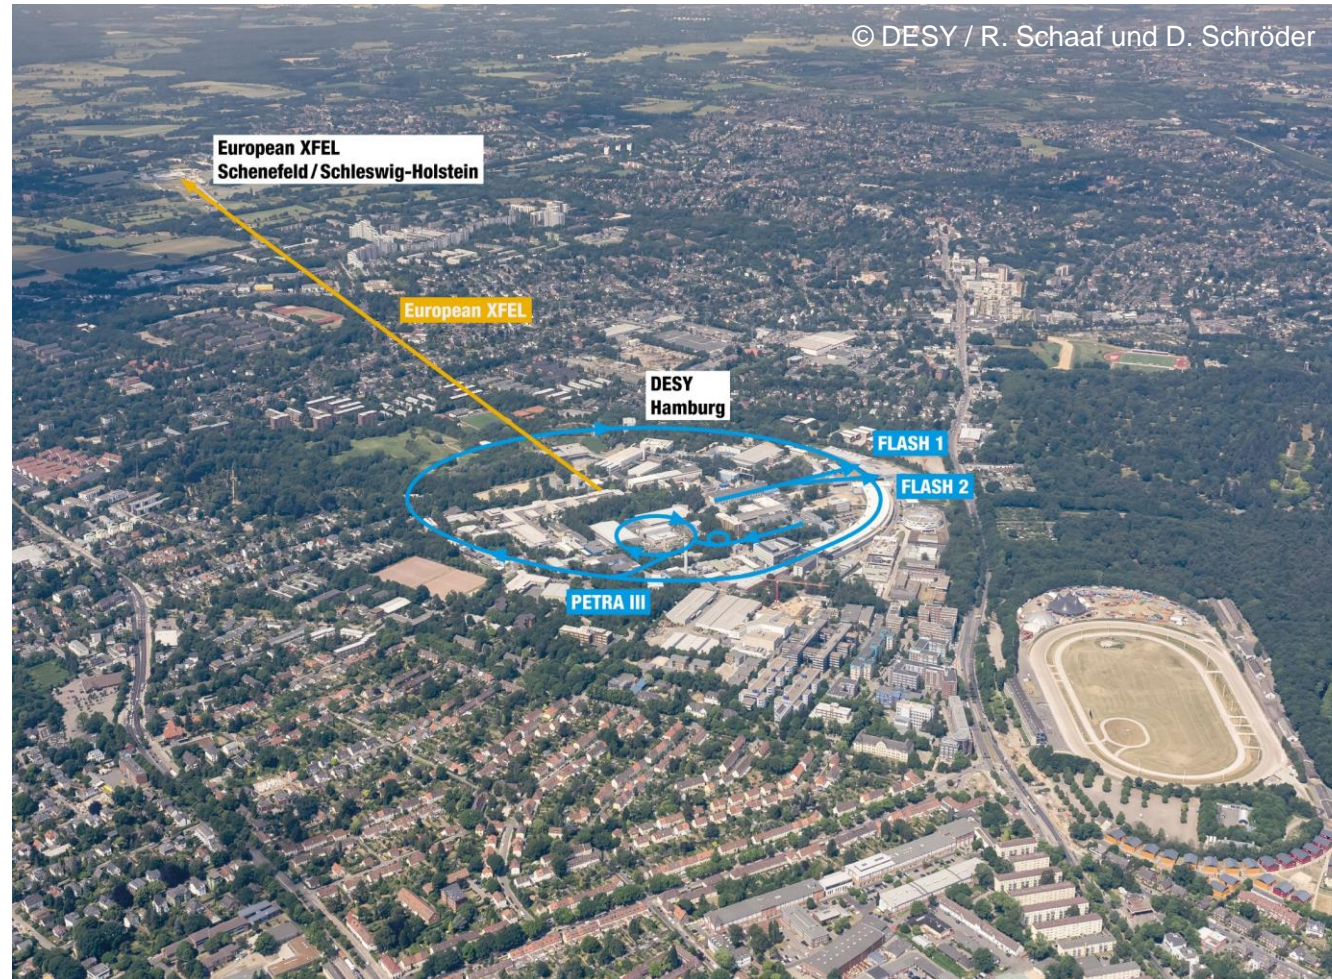 © DESY / R. Schaaf und D. Schröder
European XFEL
Schenefeld / Schleswig-Holstein
European XFEL
DESY
Hamburg
FLASH 1
FLASH 2
PETRA III